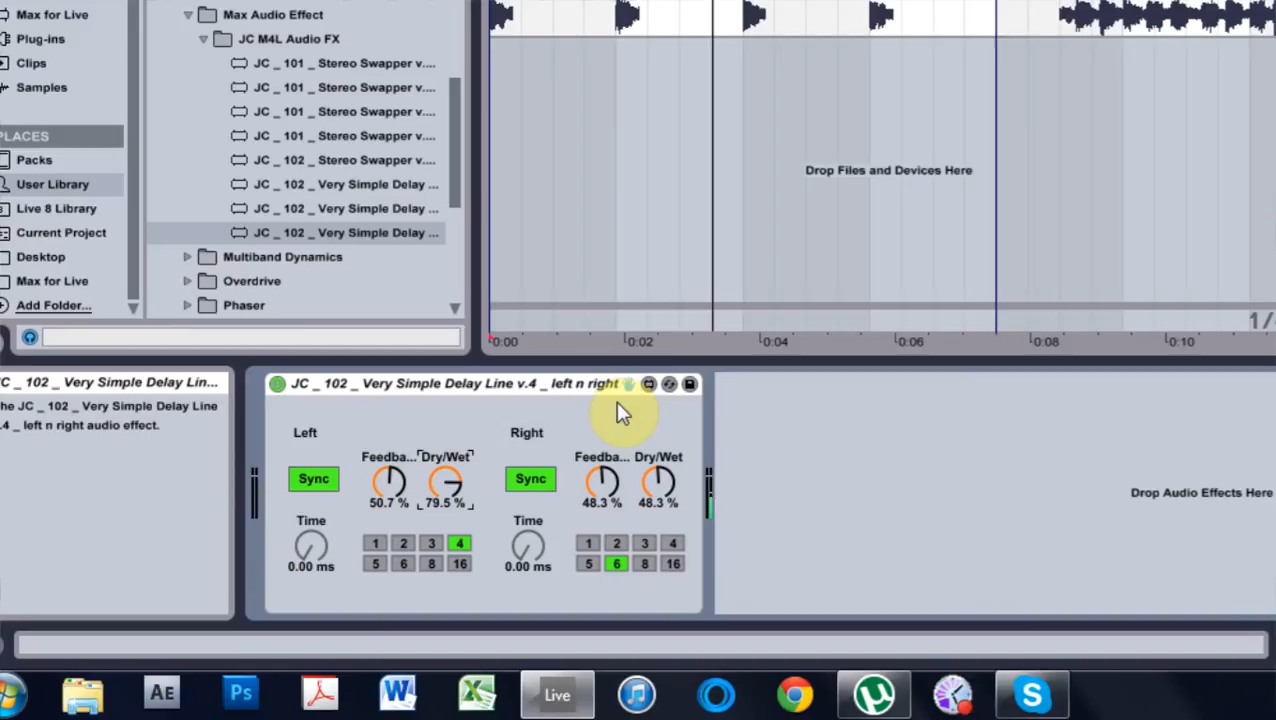 Max for Live
Plug-ins
Clips
Samples
PLACES
Packs
User Library
Live 8 Library
Current Project
Desktop
Max for Live
Add Folder...
Max Audio Effect
JC M4L Audio FX
JC _ 101 _ Stereo Swapper v....
JC _ 101 _ Stereo Swapper v....
JC _ 101 _ Stereo Swapper v....
JC _ 101 _ Stereo Swapper v....
JC _ 102 _ Stereo Swapper v....
JC _ 102 _ Very Simple Delay ...
JC _ 102 _ Very Simple Delay ...
JC _ 102 _ Very Simple Delay ...
Multiband Dynamics
Overdrive
Phaser
Drop Files and Devices Here
1/
0:00 0:02 0:04 0:06 0:08 0:10
C _ 102 _ Very Simple Delay Lin...
he JC _ 102 _ Very Simple Delay Line
.4 _ left n right audio effect.
JC _ 102 _ Very Simple Delay Line v.4 _ left n right
Left
Feedba... Dry/Wet
Sync
50.7 % 79.5 %
Time
0.00 ms
1 2 3 4
5 6 8 16
Right
Feedba... Dry/Wet
Sync
48.3 % 48.3 %
Time
0.00 ms
1 2 3 4
5 6 8 16
Drop Audio Effects Here
AE
Ps
W
X
Live
S